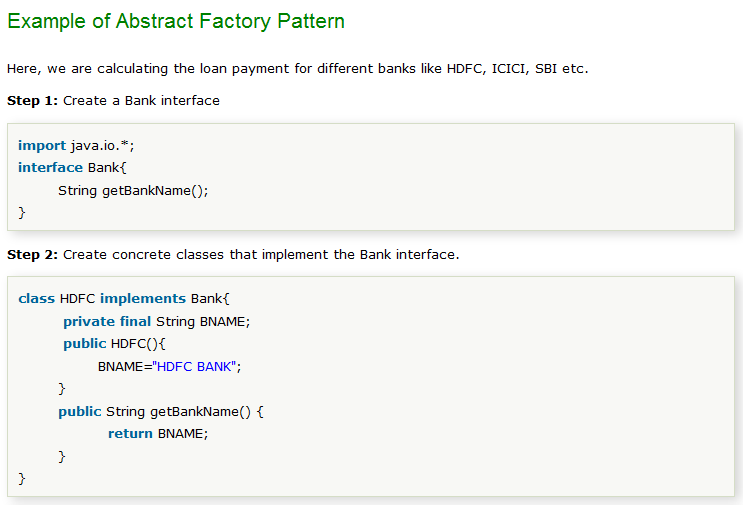 Example of Abstract Factory Pattern
Here, we are calculating the loan payment for different banks like HDFC, ICICI, SBI etc.
Step 1: Create a Bank interface
import java.io.*;
interface Bank{
String getBankName();
}
Step 2: Create concrete classes that implement the Bank interface.
class HDFC implements Bank{
private final String BNAME;
public HDFC(){
BNAME="HDFC BANK";
}
public String getBankName() {
return BNAME;
}
}